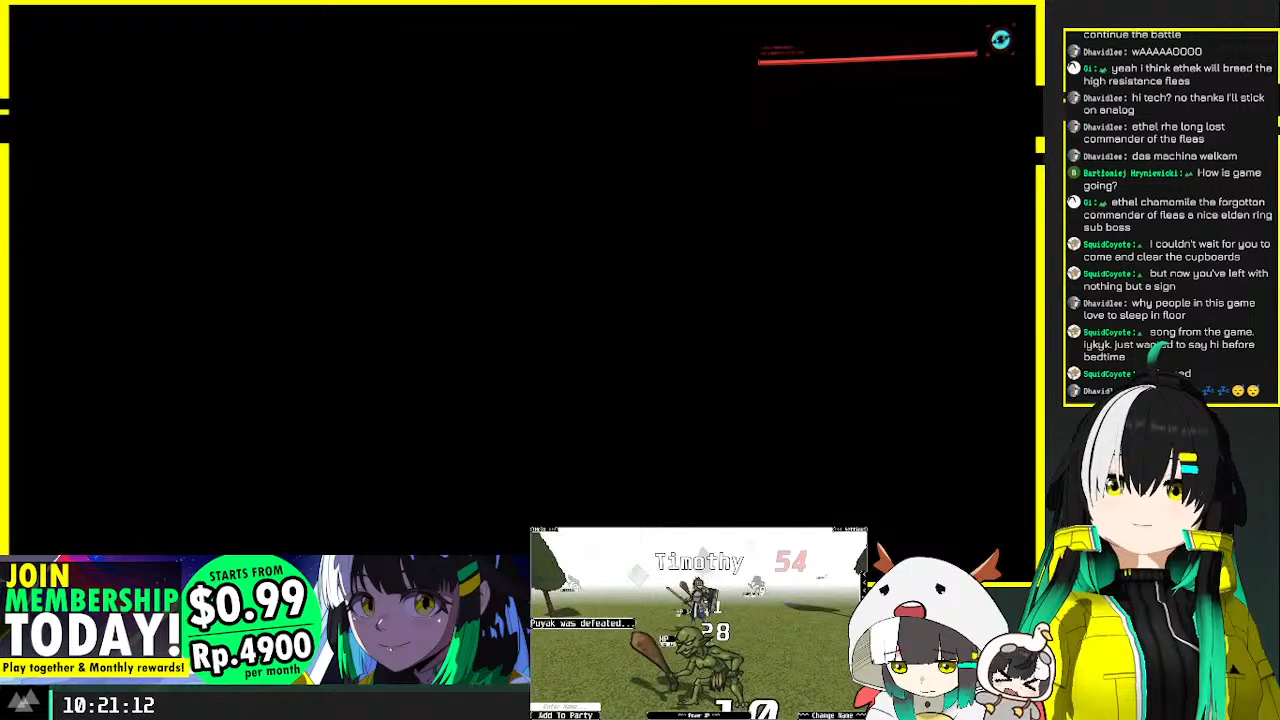 continue the battle
Dhavidlee: wAAAAAOOOO
Gi: yeah i think ethek will breed the
high resistance fleas
Dhavidlee: hi tech? no thanks I'll stick
on analog
Dhavidlee: ethel rhe long lost
commander of the fleas
Dhavidlee: das machina welkam
Bartłomiej Hryniewicki: How is game
going?
Gi: ethel chamomile the forgotten
commander of fleas a nice elden ring
sub boss
SquidCoyote: I couldn't wait for you to
come and clear the cupboards
SquidCoyote: but now you've left with
nothing but a sign
Dhavidlee: why people in this game
love to sleep in floor
SquidCoyote: song from the game.
iykyk. just wanted to say hi before
bedtime
SquidCoyote
JOIN
MEMBERSHIP
TODAY!
Play together & Monthly rewards!
STARTS FROM
$0.99
Rp.4900
per month
10:21:12
Timothy 54
Puyak was defeated...
28
HP
Add To Party
Change Name